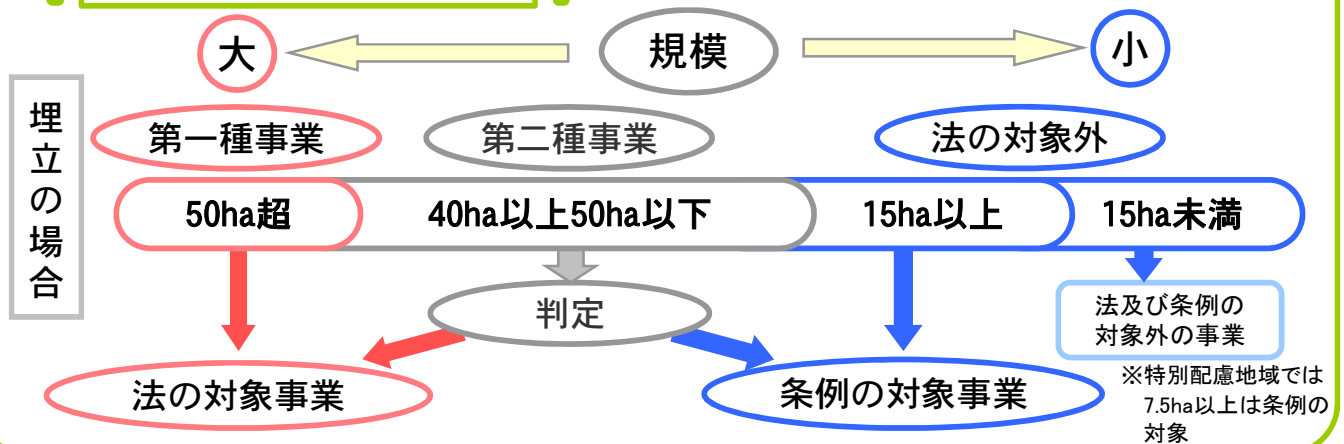 大
規模
小
埋立の場合
第一種事業
第二種事業
法の対象外
50ha超
40ha以上50ha以下
15ha以上
15ha未満
判定
法及び条例の
対象外の事業
法の対象事業
条例の対象事業
※特別配慮地域では
7.5ha以上は条例の
対象